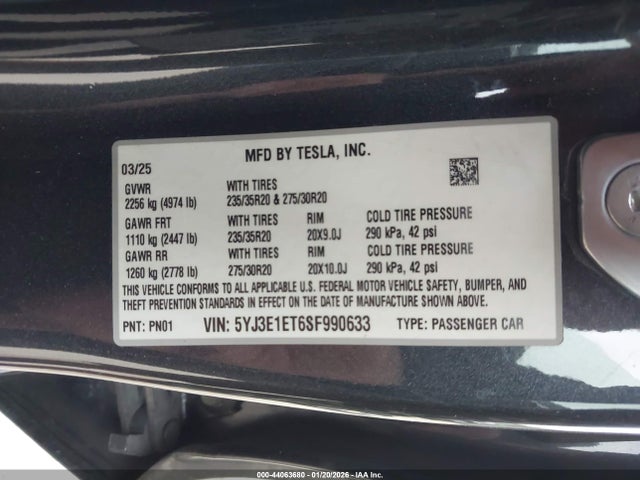 MFD BY TESLA, INC.
03/25
GVWR WITH TIRES
2256 kg (4974 lb) 235/35R20 & 275/30R20
GAWR FRT WITH TIRES RIM COLD TIRE PRESSURE
1110 kg (2447 lb) 235/35R20 20X9.0J 290 kPa, 42 psi
GAWR RR WITH TIRES RIM COLD TIRE PRESSURE
1260 kg (2778 lb) 275/30R20 20X10.0J 290 kPa, 42 psi
THIS VEHICLE CONFORMS TO ALL APPLICABLE U.S. FEDERAL MOTOR VEHICLE SAFETY, BUMPER, AND
THEFT PREVENTION STANDARDS IN EFFECT ON THE DATE OF MANUFACTURE SHOWN ABOVE.
PNT: PN01 VIN: 5YJ3E1ET6SF990633 TYPE: PASSENGER CAR
000-44063680 - 01/20/2026 - IAAI Corp.